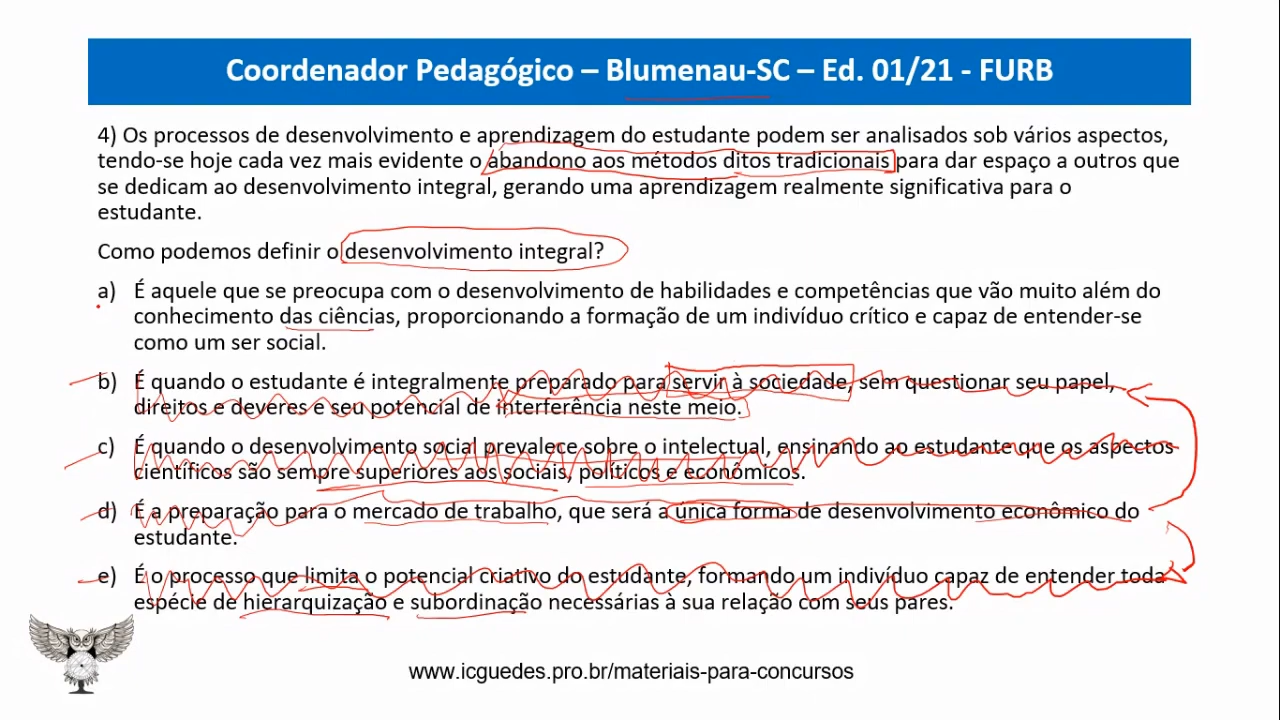 Coordenador Pedagógico – Blumenau-SC – Ed. 01/21 - FURB
4) Os processos de desenvolvimento e aprendizagem do estudante podem ser analisados sob vários aspectos,
tendo-se hoje cada vez mais evidente o abandono aos métodos ditos tradicionais para dar espaço a outros que
se dedicam ao desenvolvimento integral, gerando uma aprendizagem realmente significativa para o
estudante.
Como podemos definir o desenvolvimento integral?
a) É aquele que se preocupa com o desenvolvimento de habilidades e competências que vão muito além do
conhecimento das ciências, proporcionando a formação de um indivíduo crítico e capaz de entender-se
como um ser social.
b) É quando o estudante é integralmente preparado para servir à sociedade, sem questionar seu papel,
direitos e deveres e seu potencial de interferência neste meio.
c) É quando o desenvolvimento social prevalece sobre o intelectual, ensinando ao estudante que os aspectos
científicos são sempre superiores aos sociais, políticos e econômicos.
d) É a preparação para o mercado de trabalho, que será a única forma de desenvolvimento econômico do
estudante.
e) É o processo que limita o potencial criativo do estudante, formando um indivíduo capaz de entender toda
espécie de hierarquização e subordinação necessárias à sua relação com seus pares.
www.icguedes.pro.br/materiais-para-concursos